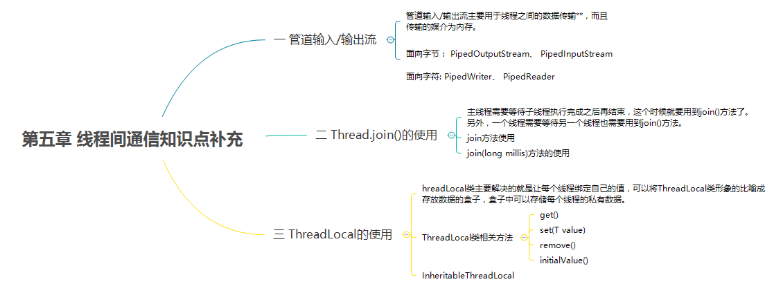 第五章 线程间通信知识点补充
一 管道输入/输出流
管道输入/输出流主要用于线程之间的数据传输"",而且
传输的媒介为内存。
面向字节： PipedOutputStream、 PipedInputStream
面向字符: PipedWriter、 PipedReader
二 Thread.join()的使用
主线程需要等待子线程执行完成之后再结束，这个时候就要用到join()方法了。
另外，一个线程需要等待另一个线程也需要用到join()方法。
join方法使用
join(long millis)方法的使用
三 ThreadLocal的使用
hreadLocal类主要解决的就是让每个线程绑定自己的值，可以将ThreadLocal类形象的比喻成
存放数据的盒子，盒子中可以存储每个线程的私有数据。
ThreadLocal类相关方法
get()
set(T value)
remove()
initialValue()
InheritableThreadLocal